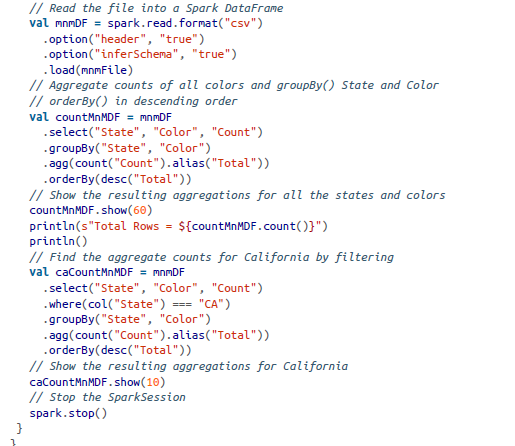 // Read the file into a Spark DataFrame
val mnmDF = spark.read.format("csv")
.option("header", "true")
.option("inferSchema", "true")
.load(mnmFile)
// Aggregate counts of all colors and groupBy() State and Color
// orderBy() in descending order
val countMnMDF = mnmDF
.select("State", "Color", "Count")
.groupBy("State", "Color")
.agg(count("Count").alias("Total"))
.orderBy(desc("Total"))
// Show the resulting aggregations for all the states and colors
countMnMDF.show(60)
println(s"Total Rows = ${countMnMDF.count()}")
println()
// Find the aggregate counts for California by filtering
val caCountMnMDF = mnmDF
.select("State", "Color", "Count")
.where(col("State") === "CA")
.groupBy("State", "Color")
.agg(count("Count").alias("Total"))
.orderBy(desc("Total"))
// Show the resulting aggregations for California
caCountMnMDF.show(10)
// Stop the SparkSession
spark.stop()
}
}